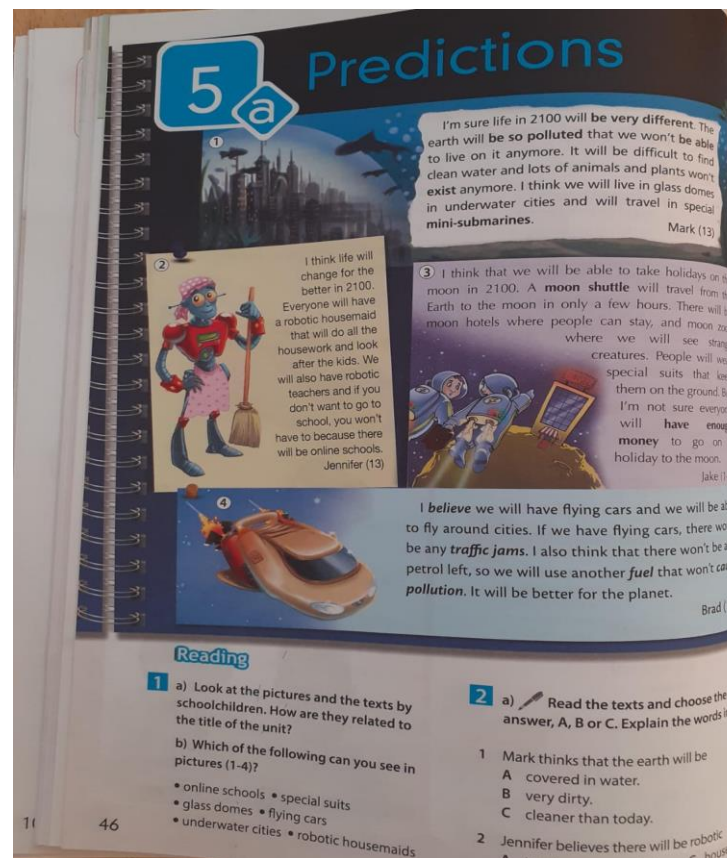 5
a
Predictions
1
I'm sure life in 2100 will be very different. The
earth will be so polluted that we won't be able
to live on it anymore. It will be difficult to find
clean water and lots of animals and plants won't
exist anymore. I think we will live in glass domes
in underwater cities and will travel in special
mini-submarines.
Mark (13)
2
I think life will
change for the
better in 2100.
Everyone will have
a robotic housemaid
that will do all the
housework and look
after the kids. We
will also have robotic
teachers and if you
don't want to go to
school, you won't
have to because there
will be online schools.
Jennifer (13)
3 I think that we will be able to take holidays on
moon in 2100. A moon shuttle will travel from
Earth to the moon in only a few hours. There will
moon hotels where people can stay, and moon
where we will see
creatures. People will
special suits that
them on the ground.
I'm not sure
will have
money to go on
holiday to the moon.
Jake
4
I believe we will have flying cars and we will be
to fly around cities. If we have flying cars, there
be any traffic jams. I also think that there won't be
petrol left, so we will use another fuel that won't
pollution. It will be better for the planet.
Brad
Reading
1 a) Look at the pictures and the texts by
schoolchildren. How are they related to
the title of the unit?
b) Which of the following can you see in
pictures (1-4)?
• online schools • special suits
• glass domes • flying cars
• underwater cities • robotic housemaids
46
2 a) Read the texts and choose the
answer, A, B or C. Explain the words
1 Mark thinks that the earth will be
A covered in water.
B very dirty.
C cleaner than today.
2 Jennifer believes there will be robotic